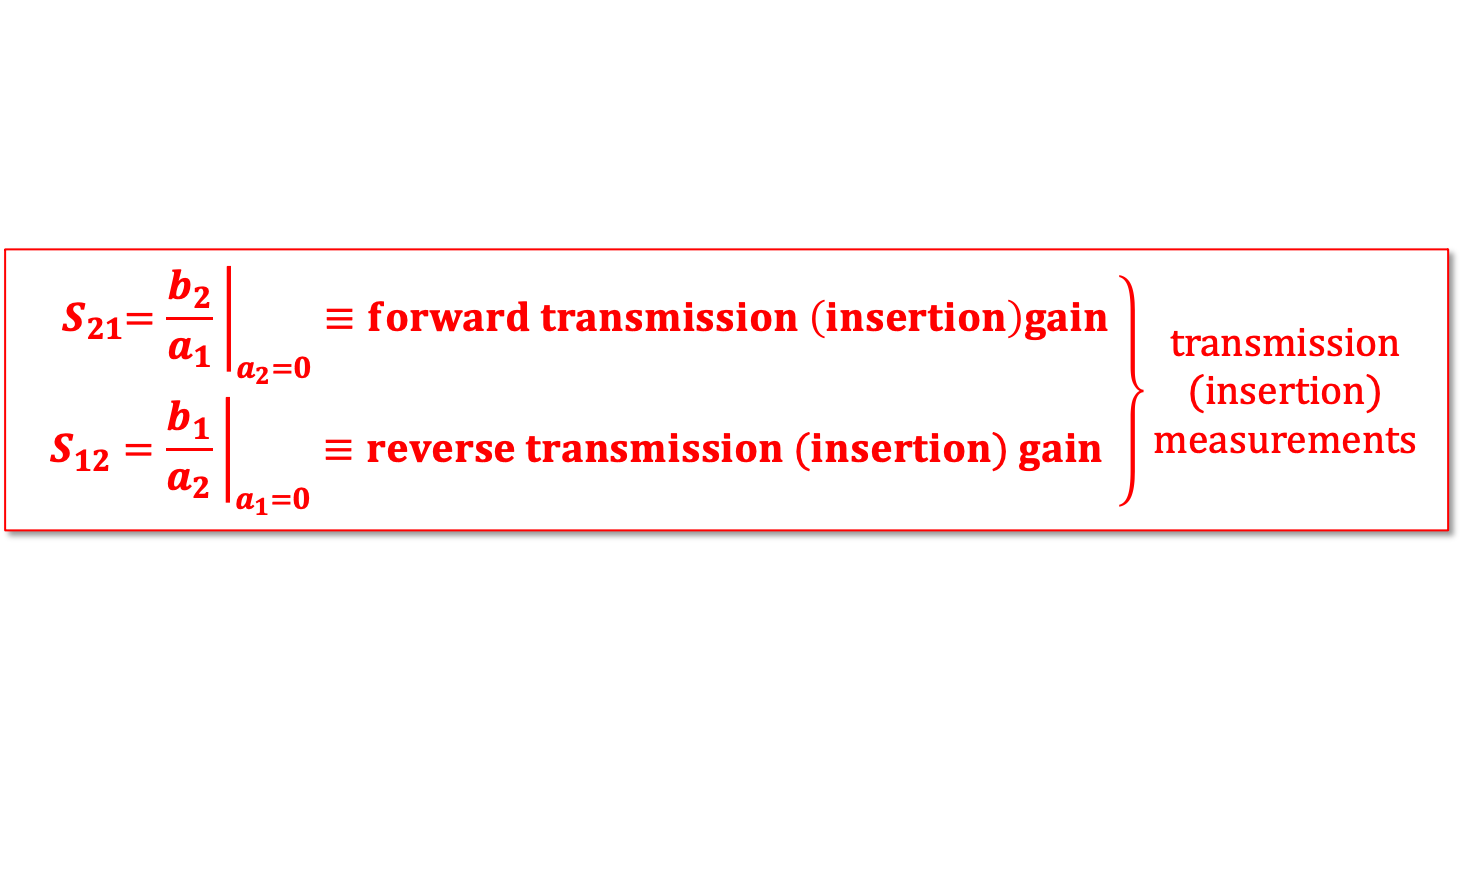 S₂₁= b₂/a₁ |ₐ₂₌₀ ≡ forward transmission (insertion)gain
S₁₂ = b₁/a₂ |ₐ₁₌₀ ≡ reverse transmission (insertion) gain
transmission
(insertion)
measurements